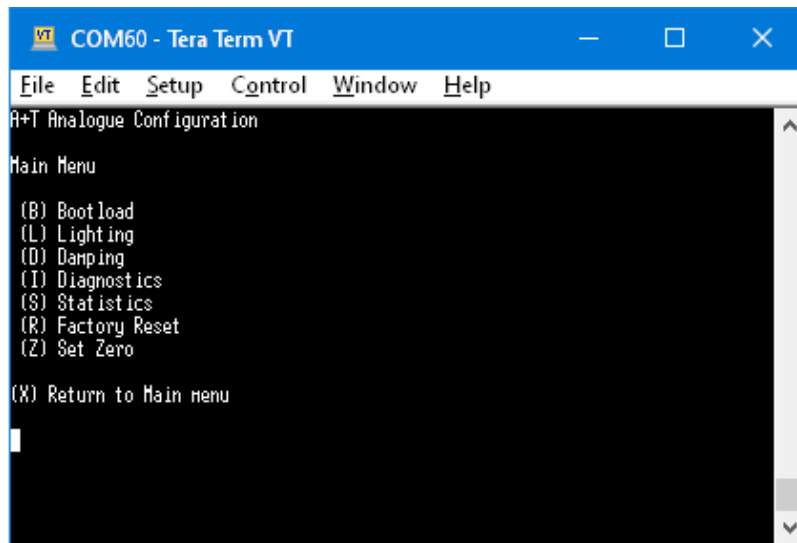 VT COM60 - Tera Term VT
File Edit Setup Control Window Help
A+T Analogue Configuration
Main Menu
(B) Bootload
(L) Lighting
(D) Damping
(I) Diagnostics
(S) Statistics
(R) Factory Reset
(Z) Set Zero
(X) Return to Main menu